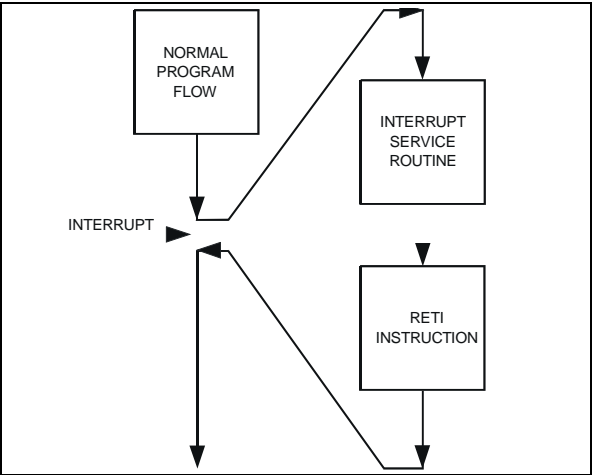 NORMAL
PROGRAM
FLOW
INTERRUPT
SERVICE
ROUTINE
INTERRUPT
RETI
INSTRUCTION